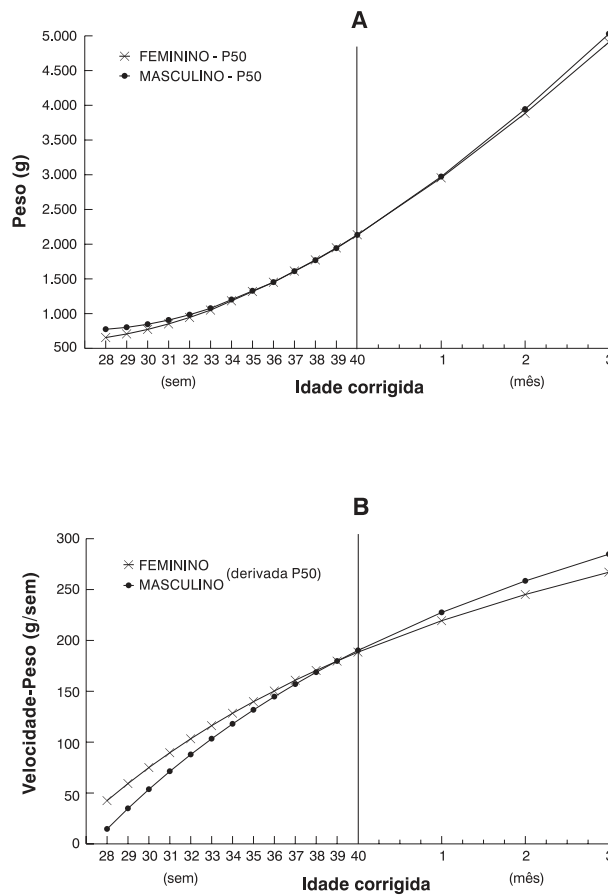 A
FEMININO - P50
MASCULINO - P50
Peso (g)
5.000
4.500
4.000
3.500
3.000
2.500
2.000
1.500
1.000
500
28 29 30 31 32 33 34 35 36 37 38 39 40 1 2 3
(sem) Idade corrigida (mês)
B
FEMININO
MASCULINO (derivada P50)
Velocidade-Peso (g/sem)
300
250
200
150
100
50
0
28 29 30 31 32 33 34 35 36 37 38 39 40 1 2 3
(sem) Idade corrigida (mês)